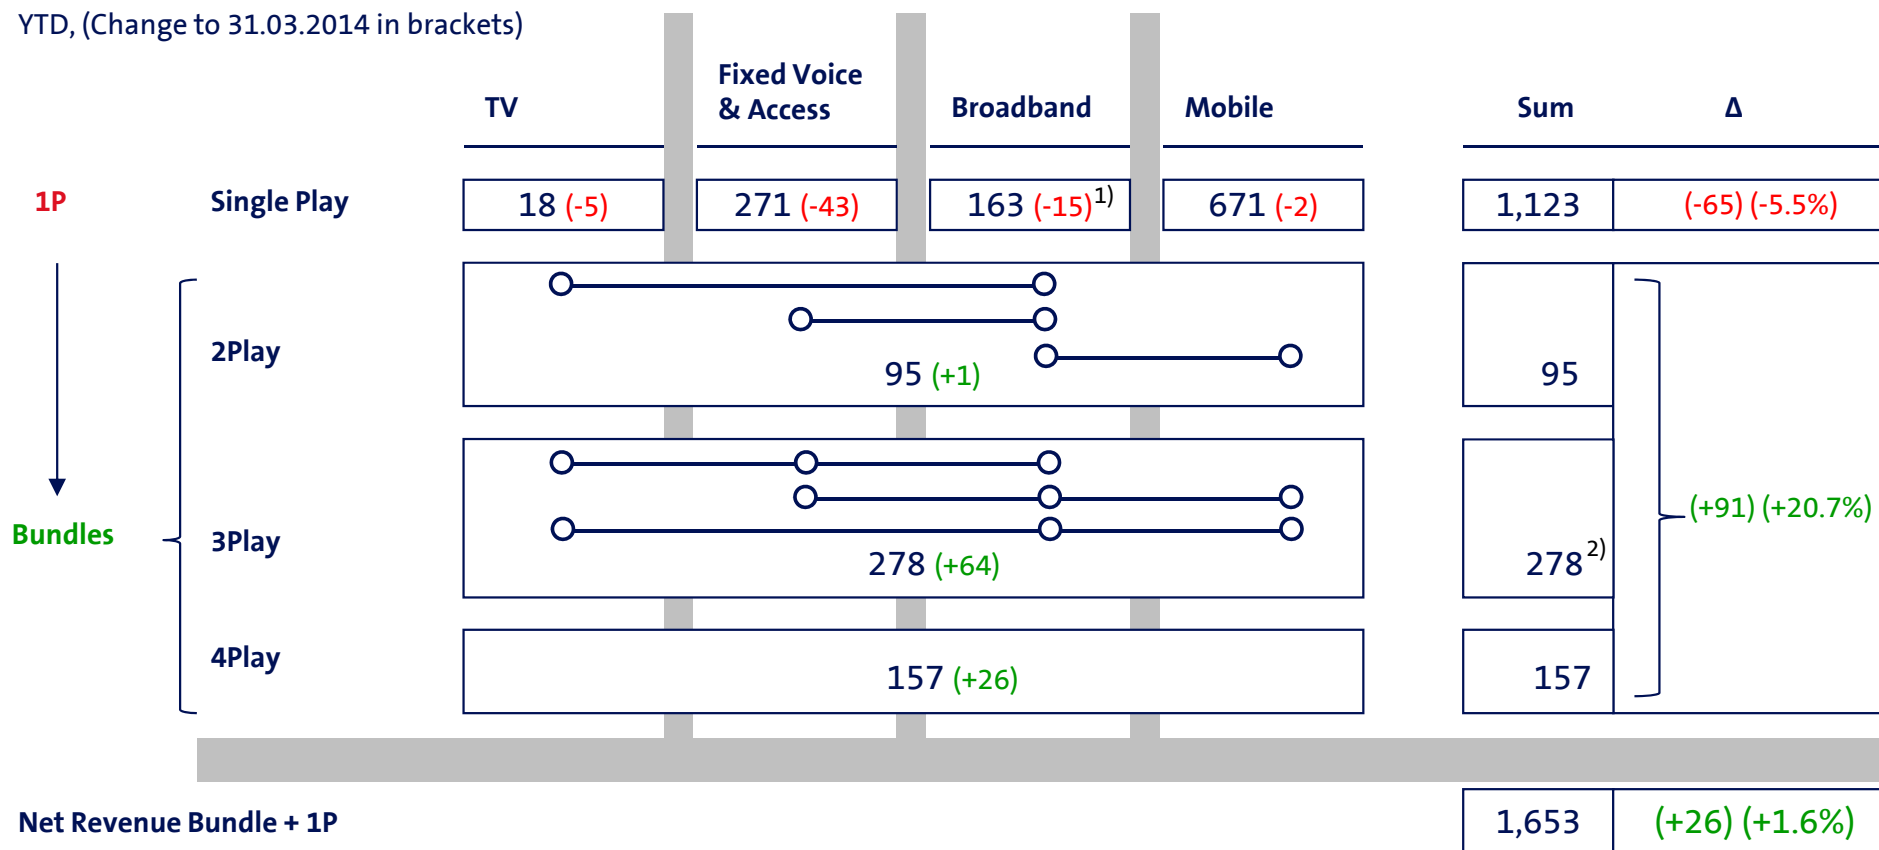 YTD, (Change to 31.03.2014 in brackets)
TV
Fixed Voice
& Access
Broadband
Mobile
Sum
Δ
1P
Single Play
18 (-5)
271 (-43)
163 (-15)1)
671 (-2)
1,123
(-65) (-5.5%)
2Play
95 (+1)
95
Bundles
3Play
278 (+64)
278 2)
(+91) (+20.7%)
4Play
157 (+26)
157
Net Revenue Bundle + 1P
1,653
(+26) (+1.6%)